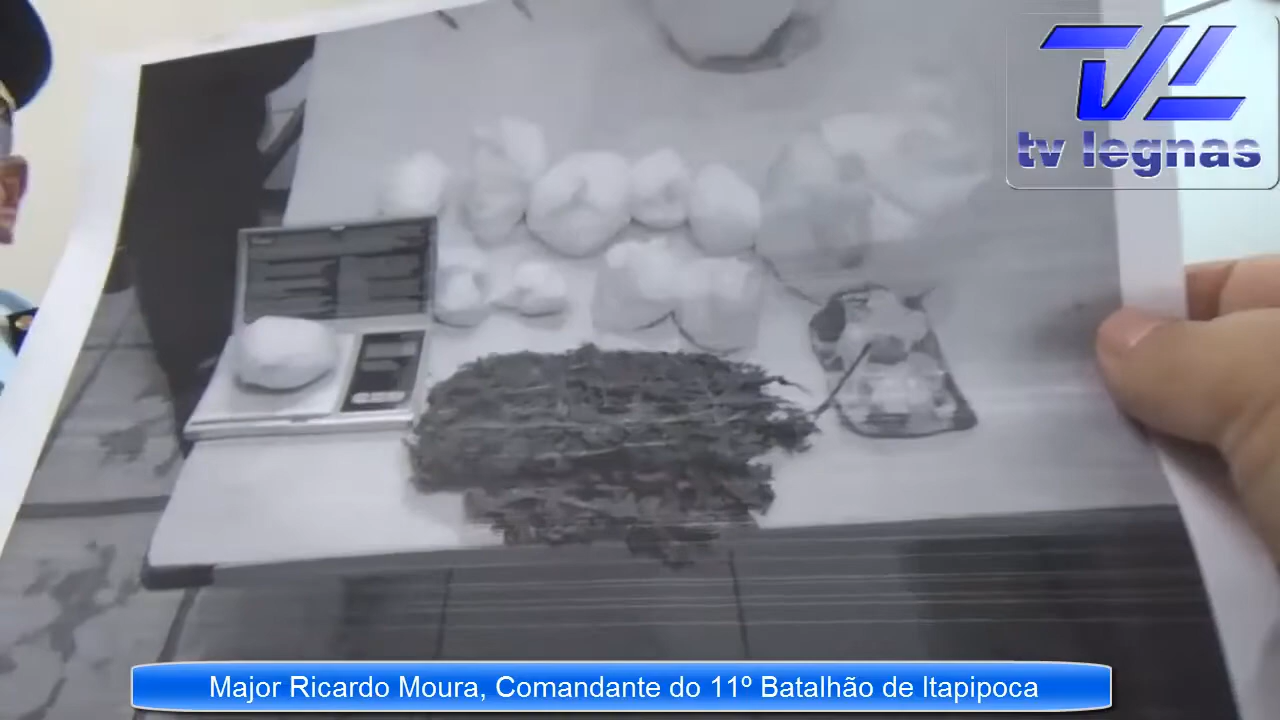 TVL
tv legnas
Major Ricardo Moura, Comandante do 11º Batalhão de Itapipoca